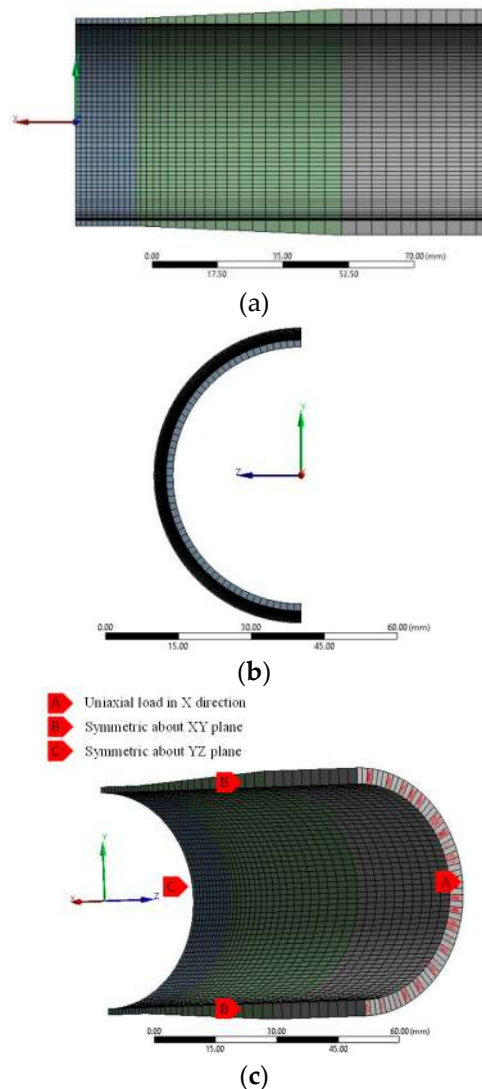 X
0.00 35.00 70.00 (mm)
17.50 52.50
(a)
Y
Z X
0.00 30.00 60.00 (mm)
15.00 45.00
(b)
A Uniaxial load in X direction
B Symmetric about XY plane
C Symmetric about YZ plane
B
Y
C A
X Z
B
0.00 30.00 60.00 (mm)
15.00 45.00
(c)